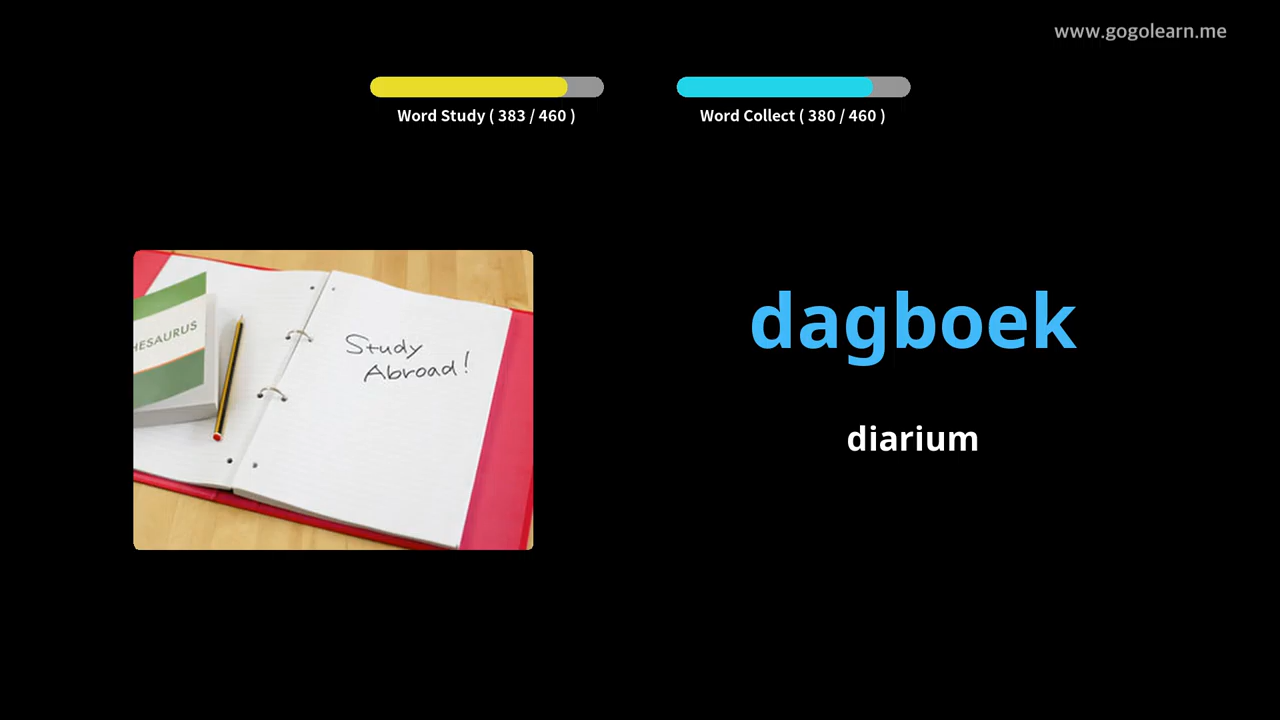 www.gogolearn.me
Word Study ( 383 / 460 )
Word Collect ( 380 / 460 )
HESAURUS
Study
Abroad!
dagboek
diarium